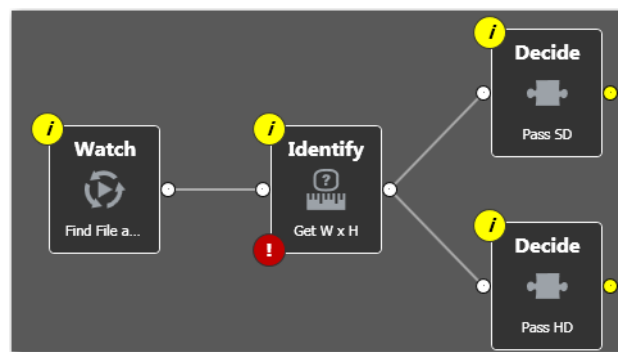 i
Decide
Pass SD
i
Watch
Find File a...
i
Identify
?
Get W x H
!
i
Decide
Pass HD